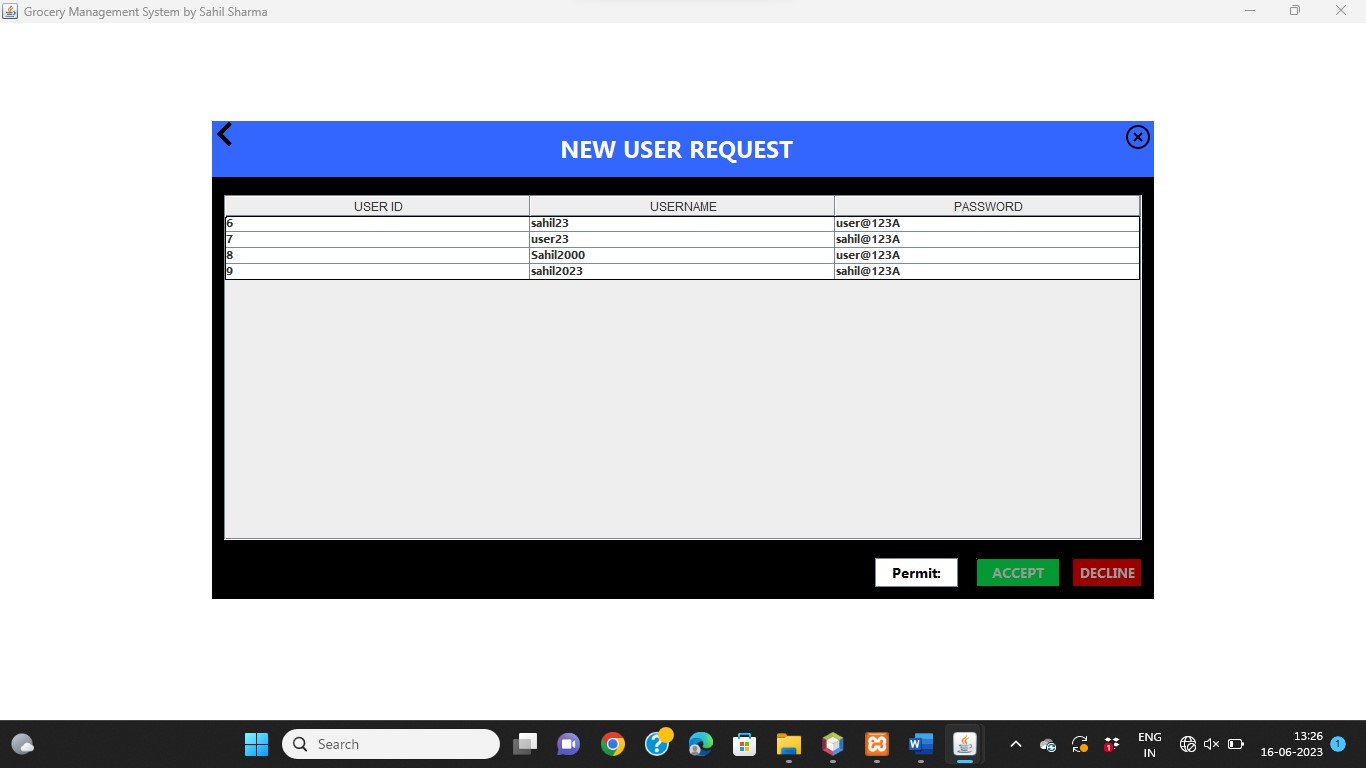 Grocery Management System by Sahil Sharma
NEW USER REQUEST
USER ID USERNAME PASSWORD
6 sahil23 user@123A
7 user23 sahil@123A
8 Sahil2000 user@123A
9 sahil2023 sahil@123A
Permit: ACCEPT DECLINE
Search
1
ENG
IN
13:26
16-06-2023
1